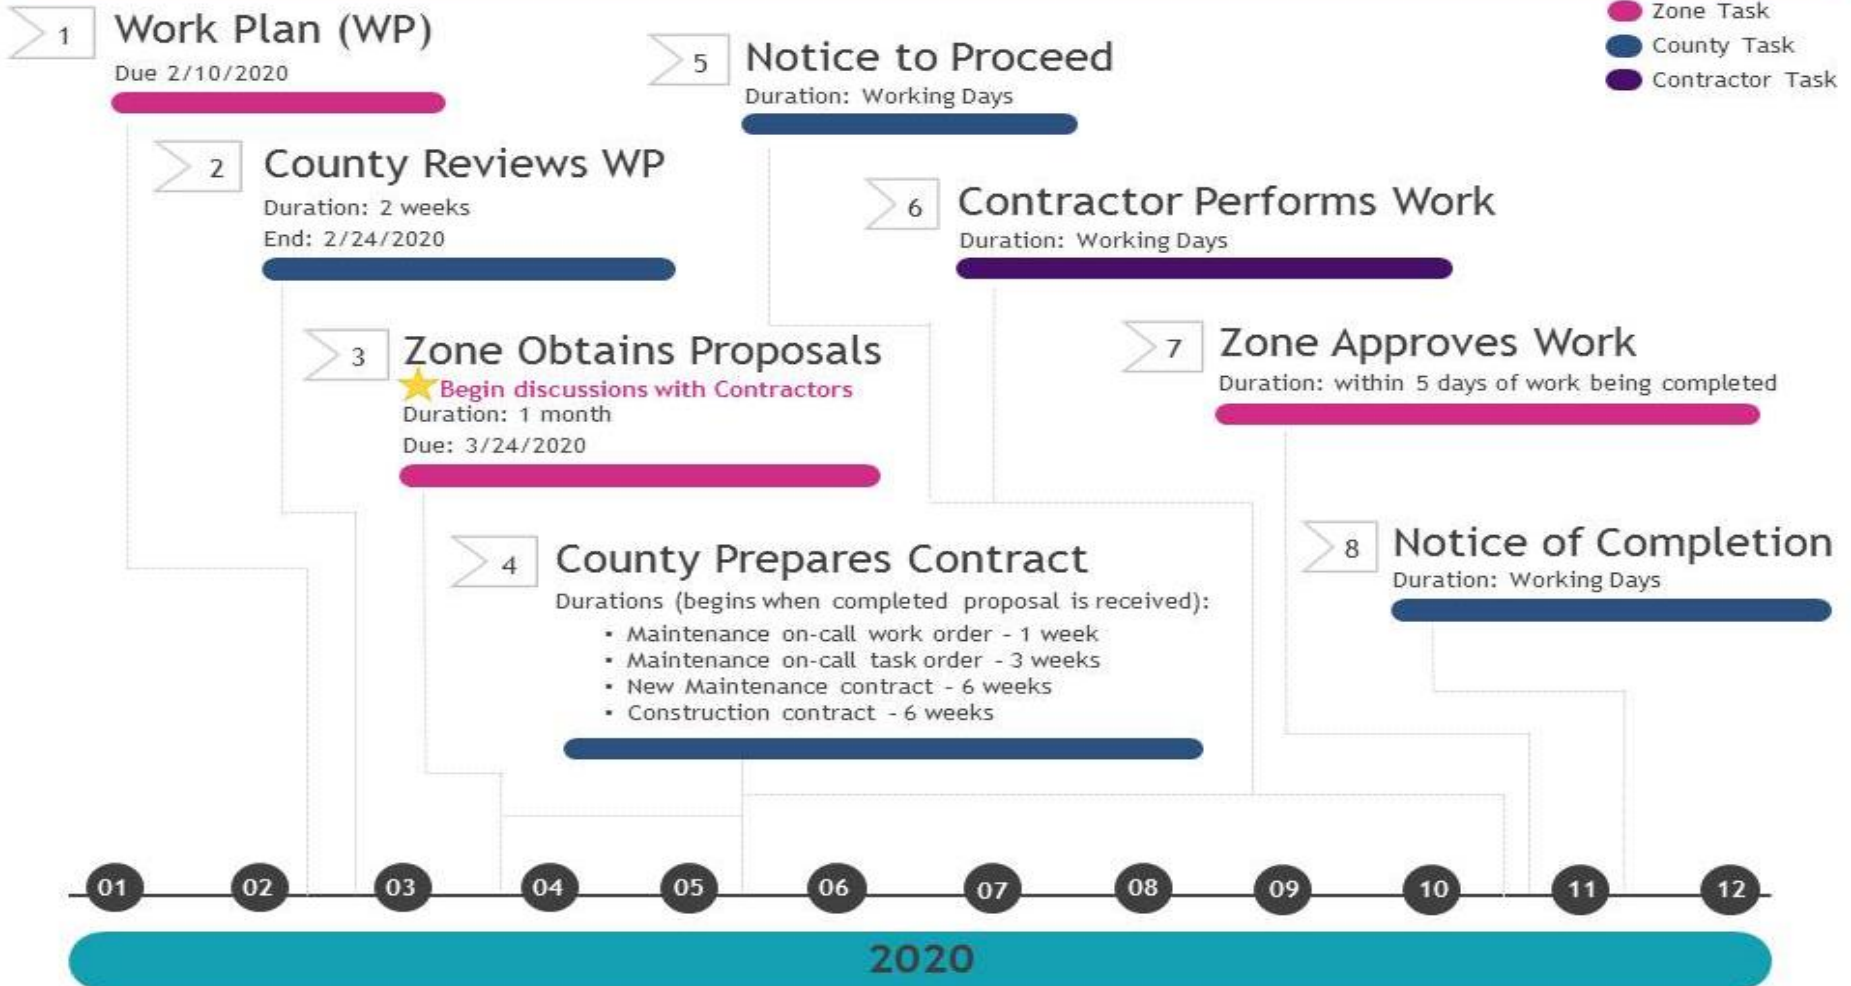 1
Work Plan (WP)
Due 2/10/2020
2
County Reviews WP
Duration: 2 weeks
End: 2/24/2020
3
Zone Obtains Proposals
Begin discussions with Contractors
Duration: 1 month
Due: 3/24/2020
4
County Prepares Contract
Durations (begins when completed proposal is received):
▪ Maintenance on-call work order - 1 week
▪ Maintenance on-call task order - 3 weeks
▪ New Maintenance contract - 6 weeks
▪ Construction contract - 6 weeks
5
Notice to Proceed
Duration: Working Days
6
Contractor Performs Work
Duration: Working Days
7
Zone Approves Work
Duration: within 5 days of work being completed
8
Notice of Completion
Duration: Working Days
Zone Task
County Task
Contractor Task
01 02 03 04 05 06 07 08 09 10 11 12
2020